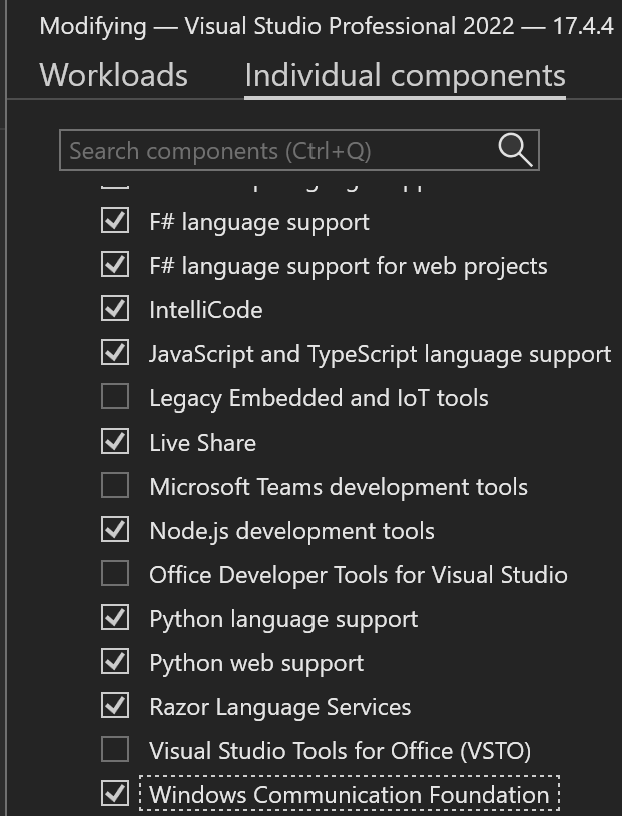 Modifying — Visual Studio Professional 2022 — 17.4.4
Workloads Individual components
Search components (Ctrl+Q)
F# language support
F# language support for web projects
IntelliCode
JavaScript and TypeScript language support
Legacy Embedded and IoT tools
Live Share
Microsoft Teams development tools
Node.js development tools
Office Developer Tools for Visual Studio
Python language support
Python web support
Razor Language Services
Visual Studio Tools for Office (VSTO)
Windows Communication Foundation